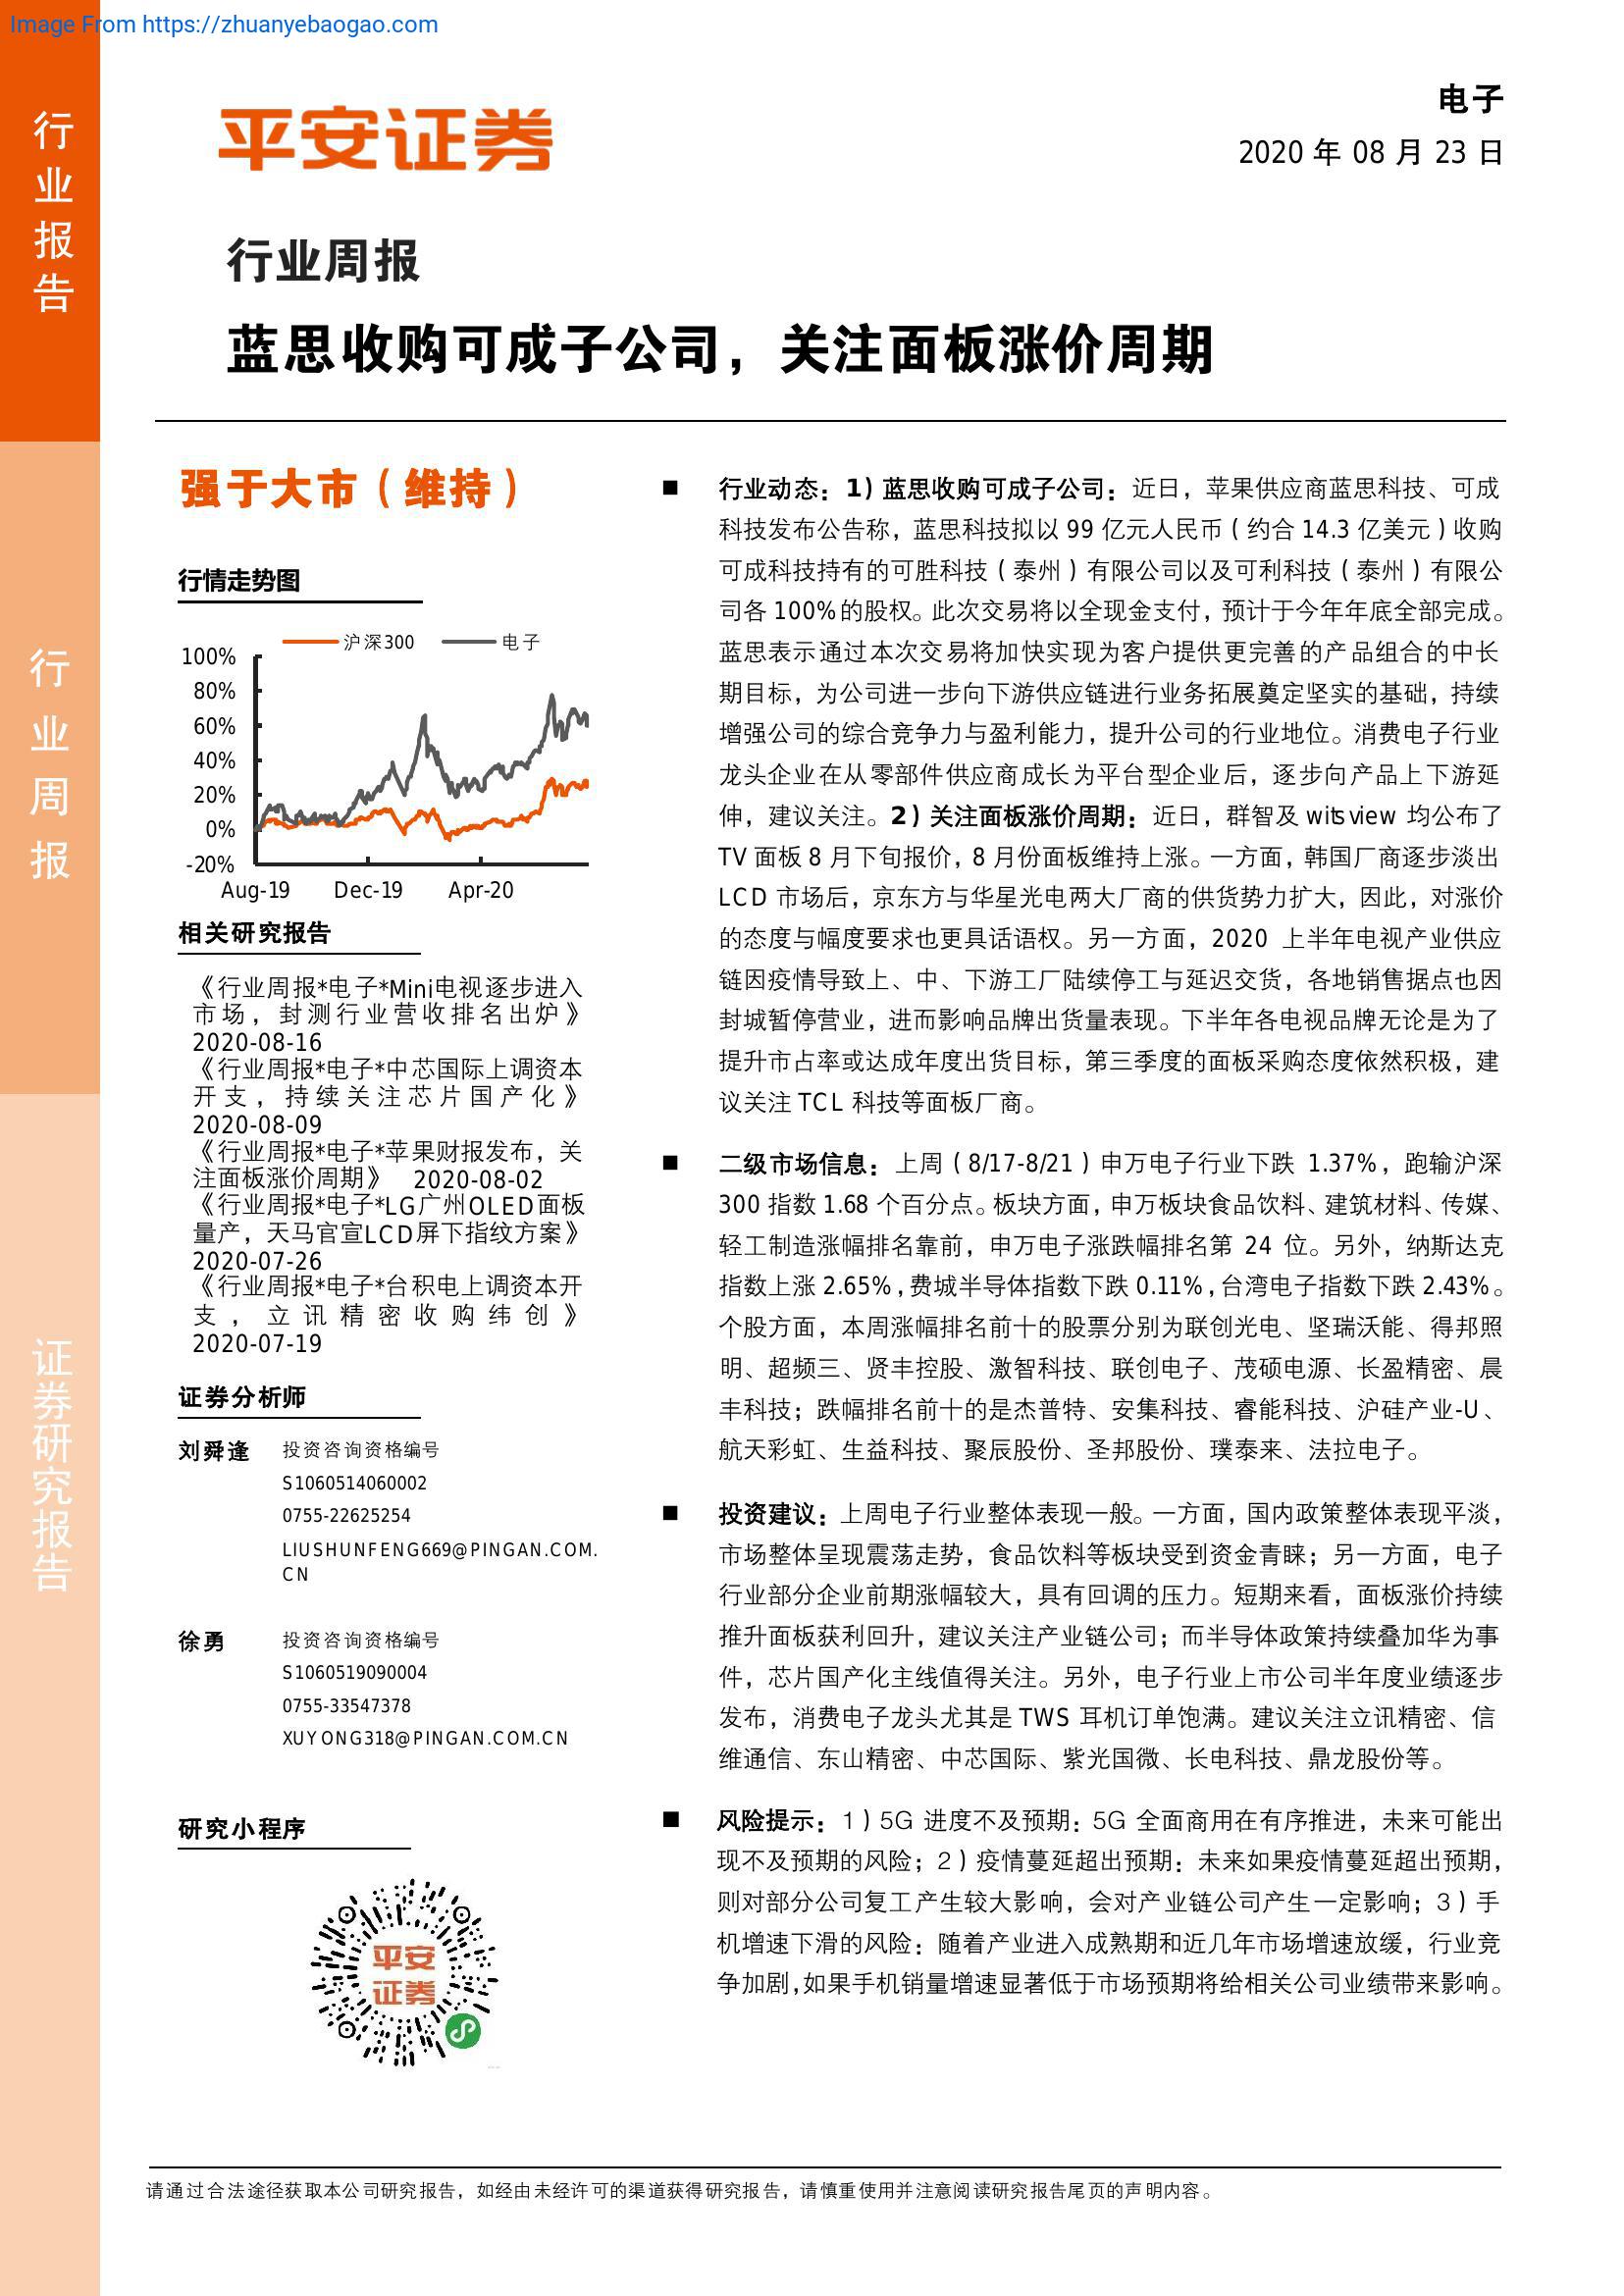 Image From https://zhuanyebaogao.com
行业报告
行业周报
证券研究报告
平安证券
电子
2020 年 08 月 23 日
行业周报
蓝思收购可成子公司，关注面板涨价周期
强于大市（维持）
行情走势图
沪深300 电子
100%
80%
60%
40%
20%
0%
-20%
Aug-19 Dec-19 Apr-20
相关研究报告
《行业周报*电子*Mini电视逐步进入
市场，封测行业营收排名出炉》
2020-08-16
《行业周报*电子*中芯国际上调资本
开支，持续关注芯片国产化》
2020-08-09
《行业周报*电子*苹果财报发布，关
注面板涨价周期》 2020-08-02
《行业周报*电子*LG广州OLED面板
量产，天马官宣LCD屏下指纹方案》
2020-07-26
《行业周报*电子*台积电上调资本开
支，立讯精密收购纬创》
2020-07-19
证券分析师
刘舜逢 投资咨询资格编号
S1060514060002
0755-22625254
LIUSHUNFENG669@PINGAN.COM.
CN
徐勇 投资咨询资格编号
S1060519090004
0755-33547378
XUYONG318@PINGAN.COM.CN
研究小程序
平安
证券
■ 行业动态：1）蓝思收购可成子公司：近日，苹果供应商蓝思科技、可成
科技发布公告称，蓝思科技拟以 99 亿元人民币（约合 14.3 亿美元）收购
可成科技持有的可胜科技（泰州）有限公司以及可利科技（泰州）有限公
司各 100%的股权。此次交易将以全现金支付，预计于今年年底全部完成。
蓝思表示通过本次交易将加快实现为客户提供更完善的产品组合的中长
期目标，为公司进一步向下游供应链进行业务拓展奠定坚实的基础，持续
增强公司的综合竞争力与盈利能力，提升公司的行业地位。消费电子行业
龙头企业在从零部件供应商成长为平台型企业后，逐步向产品上下游延
伸，建议关注。2）关注面板涨价周期：近日，群智及 witsview 均公布了
TV 面板 8 月下旬报价，8 月份面板维持上涨。一方面，韩国厂商逐步淡出
LCD 市场后，京东方与华星光电两大厂商的供货势力扩大，因此，对涨价
的态度与幅度要求也更具话语权。另一方面，2020 上半年电视产业供应
链因疫情导致上、中、下游工厂陆续停工与延迟交货，各地销售据点也因
封城暂停营业，进而影响品牌出货量表现。下半年各电视品牌无论是为了
提升市占率或达成年度出货目标，第三季度的面板采购态度依然积极，建
议关注 TCL 科技等面板厂商。
■ 二级市场信息：上周（8/17-8/21）申万电子行业下跌 1.37%，跑输沪深
300 指数 1.68 个百分点。板块方面，申万板块食品饮料、建筑材料、传媒、
轻工制造涨幅排名靠前，申万电子涨跌幅排名第 24 位。另外，纳斯达克
指数上涨 2.65%，费城半导体指数下跌 0.11%，台湾电子指数下跌 2.43%。
个股方面，本周涨幅排名前十的股票分别为联创光电、坚瑞沃能、得邦照
明、超频三、贤丰控股、激智科技、联创电子、茂硕电源、长盈精密、晨
丰科技；跌幅排名前十的是杰普特、安集科技、睿能科技、沪硅产业-U、
航天彩虹、生益科技、聚辰股份、圣邦股份、璞泰来、法拉电子。
■ 投资建议：上周电子行业整体表现一般。一方面，国内政策整体表现平淡，
市场整体呈现震荡走势，食品饮料等板块受到资金青睐；另一方面，电子
行业部分企业前期涨幅较大，具有回调的压力。短期来看，面板涨价持续
推升面板获利回升，建议关注产业链公司；而半导体政策持续叠加华为事
件，芯片国产化主线值得关注。另外，电子行业上市公司半年度业绩逐步
发布，消费电子龙头尤其是 TWS 耳机订单饱满。建议关注立讯精密、信
维通信、东山精密、中芯国际、紫光国微、长电科技、鼎龙股份等。
■ 风险提示：1）5G 进度不及预期：5G 全面商用在有序推进，未来可能出
现不及预期的风险；2）疫情蔓延超出预期：未来如果疫情蔓延超出预期，
则对部分公司复工产生较大影响，会对产业链公司产生一定影响；3）手
机增速下滑的风险：随着产业进入成熟期和近几年市场增速放缓，行业竞
争加剧，如果手机销量增速显著低于市场预期将给相关公司业绩带来影响。
请通过合法途径获取本公司研究报告，如经由未经许可的渠道获得研究报告，请慎重使用并注意阅读研究报告尾页的声明内容。